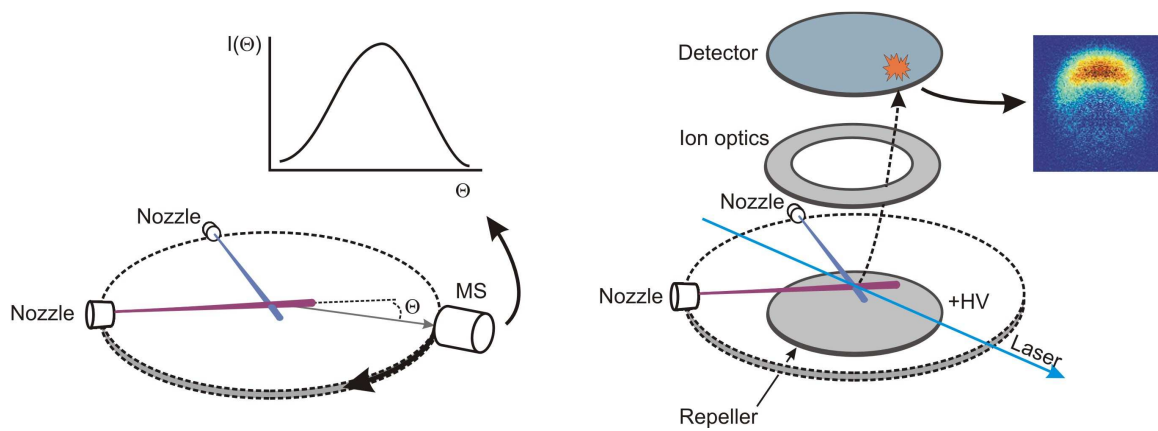 I(Θ)
Θ
Nozzle
Nozzle
MS
Θ
Detector
Ion optics
Nozzle
Nozzle
+HV
Laser
Repeller